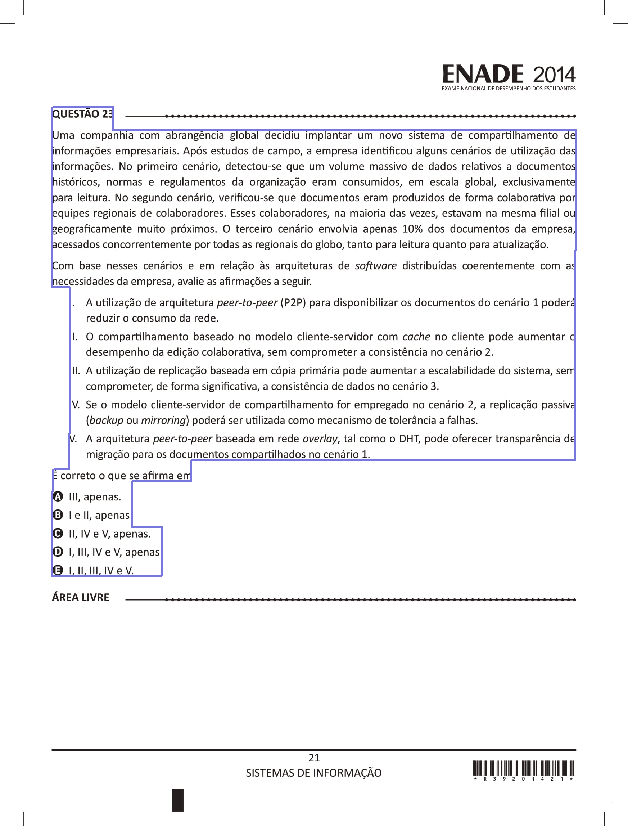 ENADE 2014
EXAME NACIONAL DE DESEMPENHO DOS ESTUDANTES
QUESTÃO 23
Uma companhia com abrangência global decidiu implantar um novo sistema de compartilhamento de
informações empresariais. Após estudos de campo, a empresa identificou alguns cenários de utilização das
informações. No primeiro cenário, detectou-se que um volume massivo de dados relativos a documentos
históricos, normas e regulamentos da organização eram consumidos, em escala global, exclusivamente
para leitura. No segundo cenário, verificou-se que documentos eram produzidos de forma colaborativa por
equipes regionais de colaboradores. Esses colaboradores, na maioria das vezes, estavam na mesma filial ou
geograficamente muito próximos. O terceiro cenário envolvia apenas 10% dos documentos da empresa,
acessados concorrentemente por todas as regionais do globo, tanto para leitura quanto para atualização.
Com base nesses cenários e em relação às arquiteturas de software distribuídas coerentemente com as
necessidades da empresa, avalie as afirmações a seguir.
. A utilização de arquitetura peer-to-peer (P2P) para disponibilizar os documentos do cenário 1 poderá
reduzir o consumo da rede.
I. O compartilhamento baseado no modelo cliente-servidor com cache no cliente pode aumentar o
desempenho da edição colaborativa, sem comprometer a consistência no cenário 2.
II. A utilização de replicação baseada em cópia primária pode aumentar a escalabilidade do sistema, sem
comprometer, de forma significativa, a consistência de dados no cenário 3.
V. Se o modelo cliente-servidor de compartilhamento for empregado no cenário 2, a replicação passiva
(backup ou mirroring) poderá ser utilizada como mecanismo de tolerância a falhas.
V. A arquitetura peer-to-peer baseada em rede overlay, tal como o DHT, pode oferecer transparência de
migração para os documentos compartilhados no cenário 1.
É correto o que se afirma em
A III, apenas.
B I e II, apenas
C II, IV e V, apenas.
D I, III, IV e V, apenas
E I, II, III, IV e V.
ÁREA LIVRE
21
SISTEMAS DE INFORMAÇÃO
*R3920142 1*